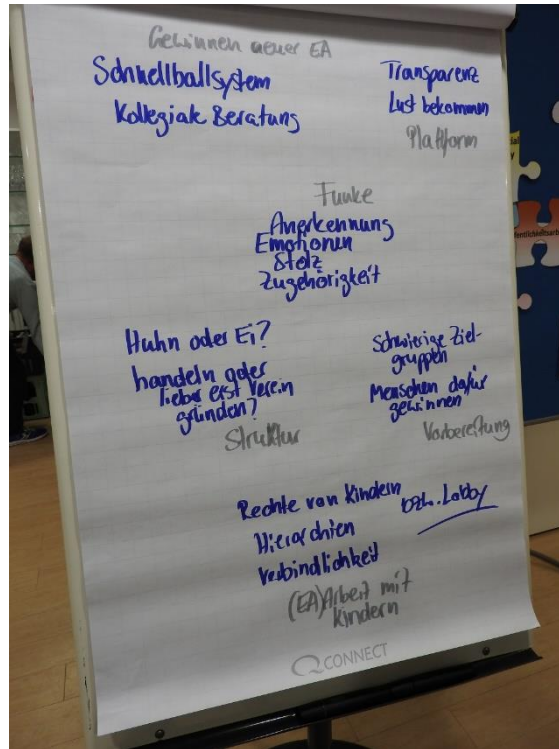 Gewinnen neuer EA
Schneeballsystem
Kollegiale Beratung
Transparenz
Lust bekommen
Plattform
Funke
Anerkennung
Emotionen
Stolz
Zugehörigkeit
Huhn oder Ei?
handeln oder
lieber erst Verein
gründen?
Struktur
Schwierige Ziel-
gruppen
Menschen dafür
gewinnen
Vorbereitung
Rechte von Kindern
bzw. Lobby
Hierarchien
Verbindlichkeit
(EA)Arbeit mit
Kindern
CONNECT